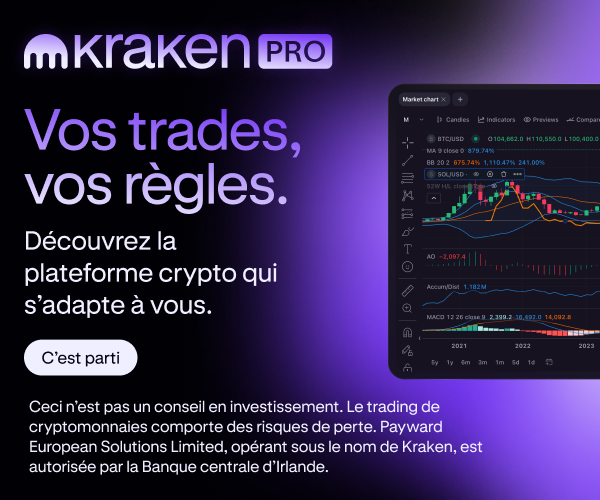 kraken PRO
Vos trades,
vos règles.
Découvrez la
plateforme crypto qui
s'adapte à vous.
C'est parti
Market chart × +
M Candles Indicators Previews Compare
BTC/USD O104,662.0 H110,550.0 L100,400.0
MA 9 close 0 879.74%
BB 20 2 675.74% 1,110.47% 241.00%
SOL/USD
52W H/L close
AO −2,097.4
Accum/Dist 1.182M
MACD 12 26 close 9 2,399.2 16,492.0 14,092.8
2021 2022 2023
5y 1y 6m 3m 1m 5d 1d
Ceci n'est pas un conseil en investissement. Le trading de
cryptomonnaies comporte des risques de perte. Payward
European Solutions Limited, opérant sous le nom de Kraken, est
autorisée par la Banque centrale d'Irlande.